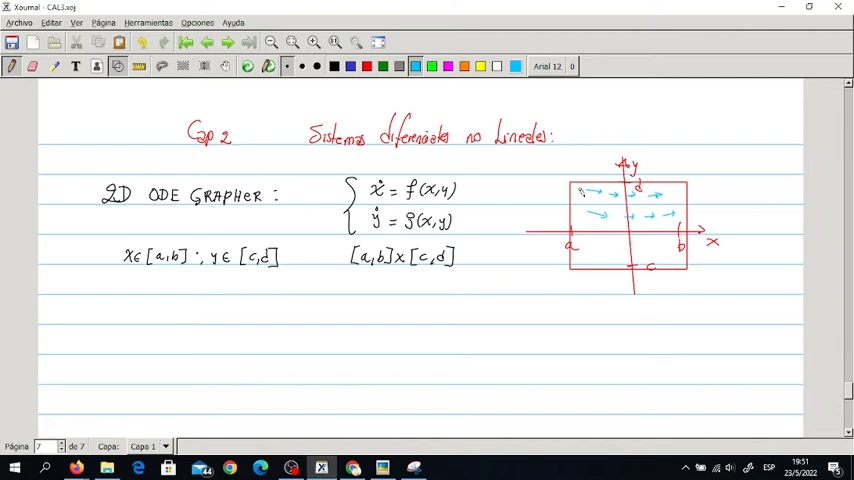 Xournal - CAL3.xoj
Archivo Editar Ver Página Herramientas Opciones Ayuda
Arial 12 0
Cap 2 Sistemas diferenciales no Lineales:
2D ODE GRAPHER: ẋ = f(x,y)
ẏ = g(x,y)
x∈[a,b] ; y∈ [c,d] [a,b]x[c,d]
y
d
a b x
c
Página 7 de 7 Capa: Capa 1
44 ESP 19:51
23/5/2022